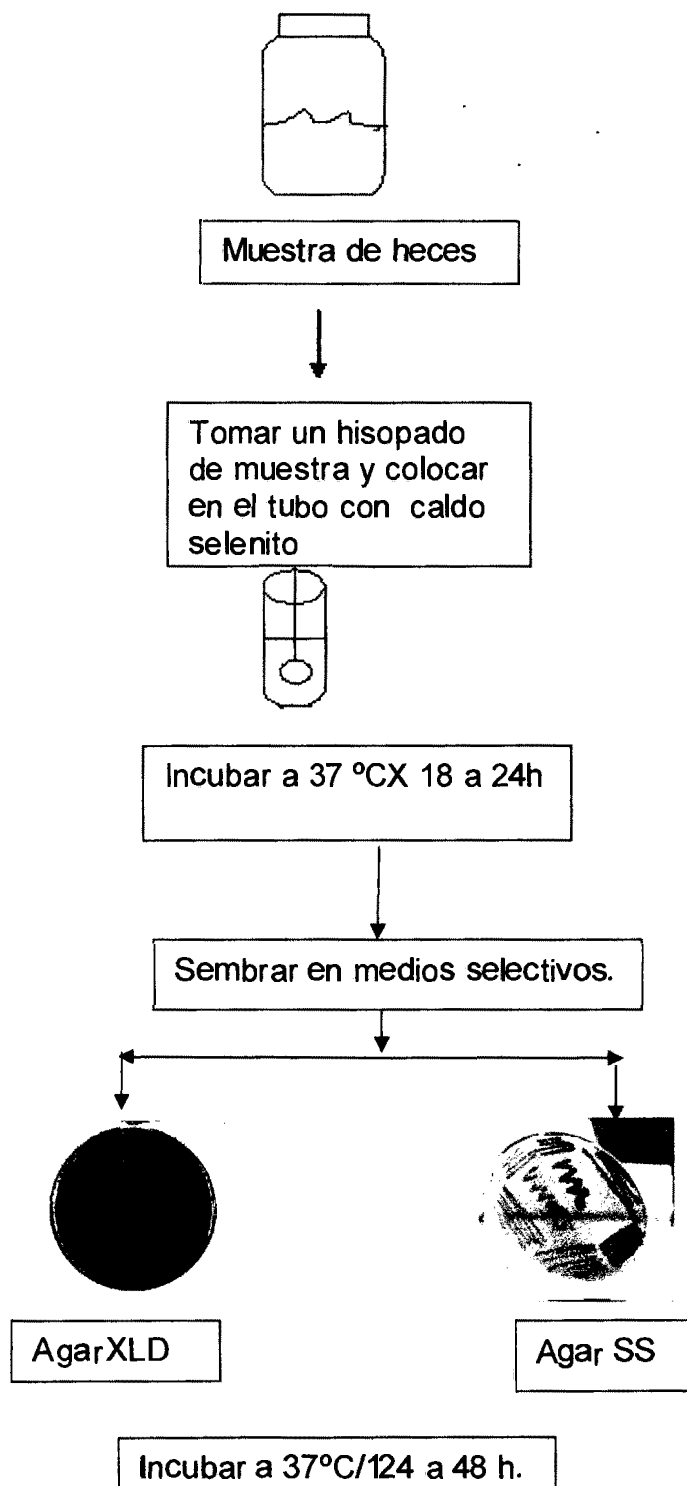 Muestra de heces
Tomar un hisopado
de muestra y colocar
en el tubo con caldo
selenito
Incubar a 37 ºCX 18 a 24h
Sembrar en medios selectivos.
Agar XLD
Agar SS
Incubar a 37ºC/124 a 48 h.